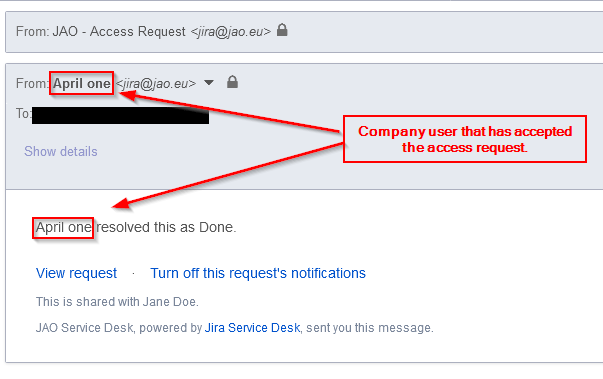 From: JAO - Access Request <jira@jao.eu>
From: April one <jira@jao.eu>
To:
Company user that has accepted
the access request.
Show details
April one resolved this as Done.
View request · Turn off this request's notifications
This is shared with Jane Doe.
JAO Service Desk, powered by Jira Service Desk, sent you this message.